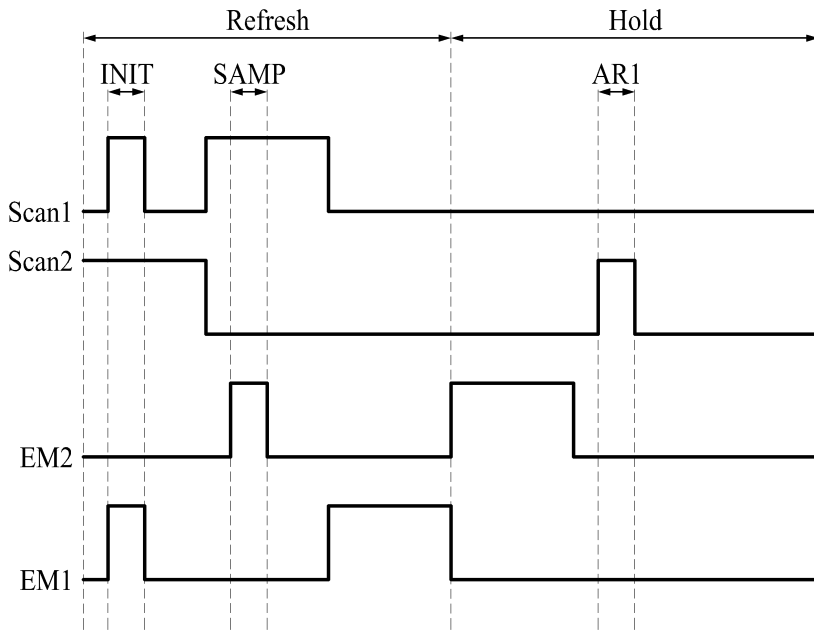 Refresh Hold
INIT SAMP AR1
Scan1
Scan2
EM2
EM1